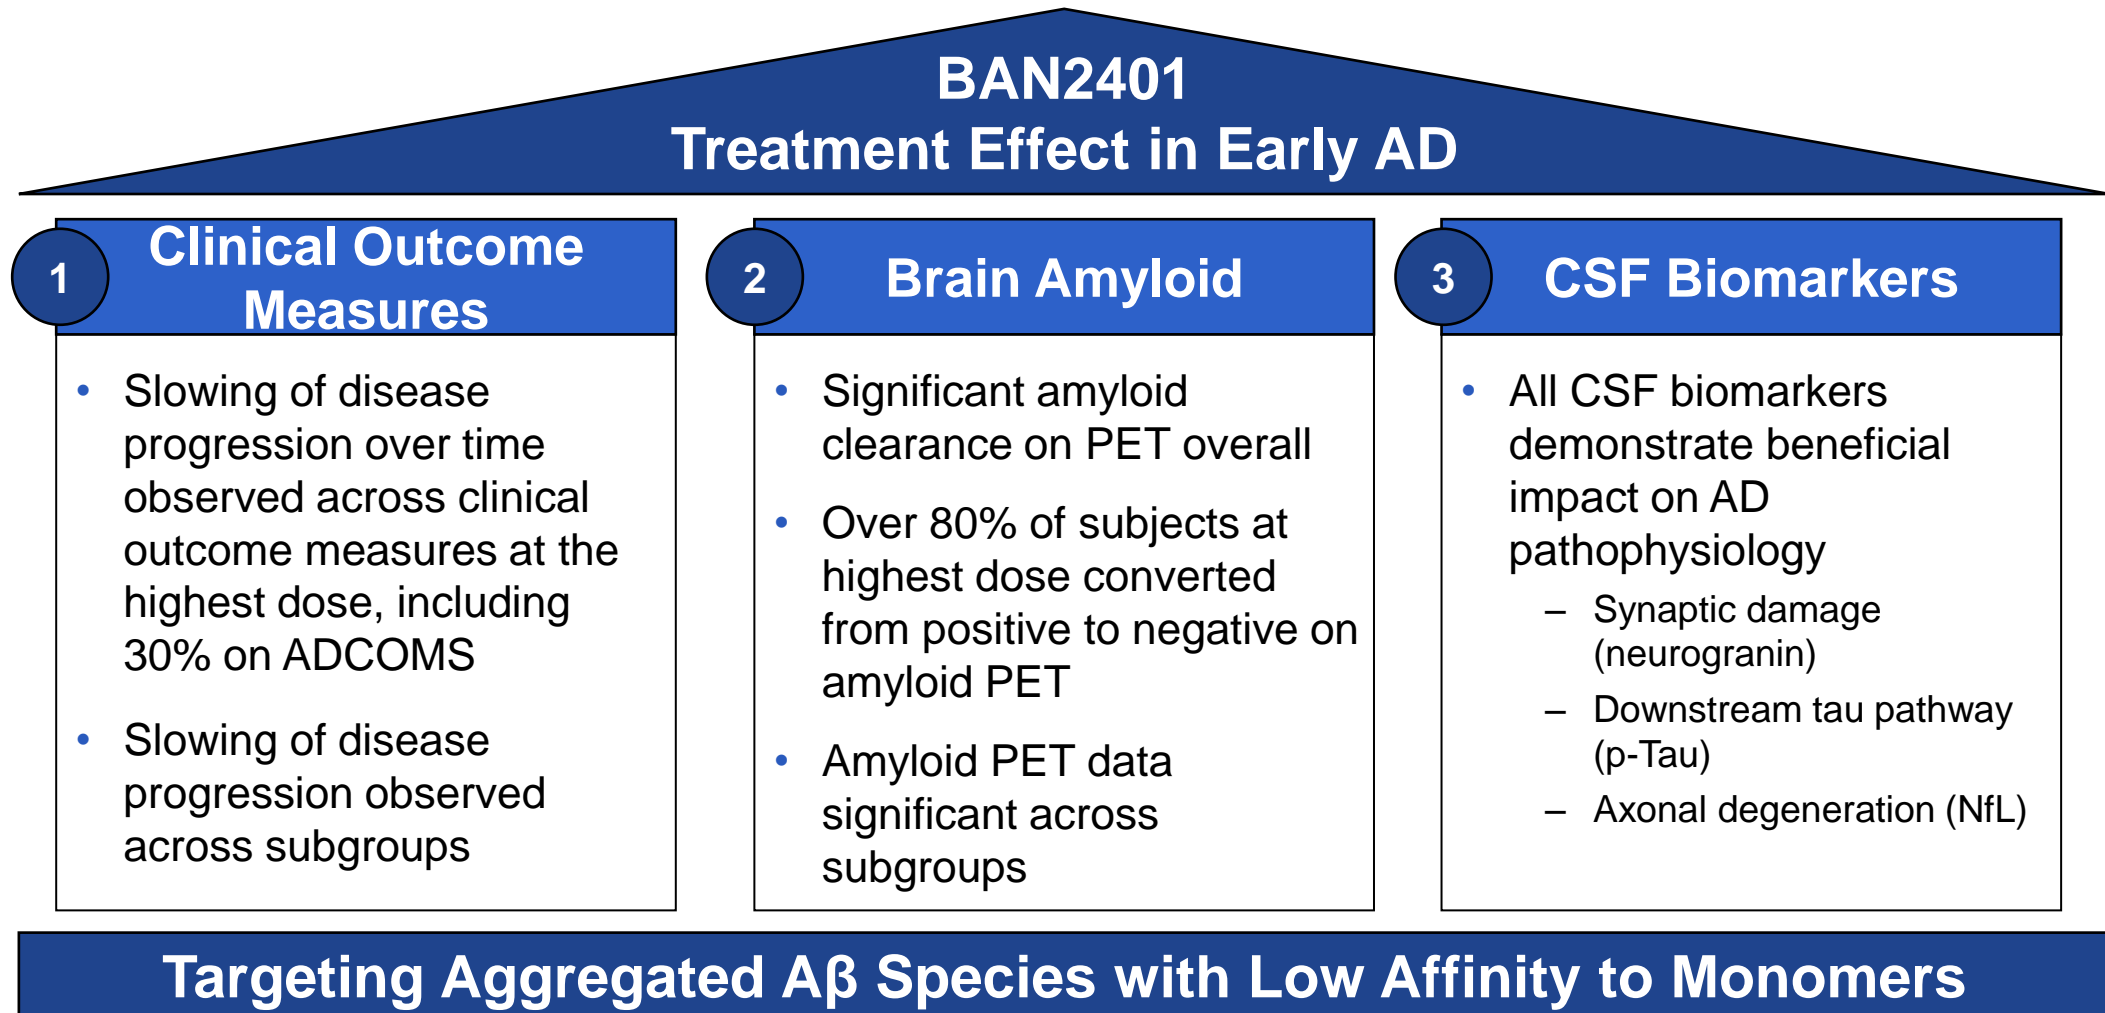 BAN2401
Treatment Effect in Early AD
1
Clinical Outcome
Measures
• Slowing of disease
progression over time
observed across clinical
outcome measures at the
highest dose, including
30% on ADCOMS
• Slowing of disease
progression observed
across subgroups
2
Brain Amyloid
• Significant amyloid
clearance on PET overall
• Over 80% of subjects at
highest dose converted
from positive to negative on
amyloid PET
• Amyloid PET data
significant across
subgroups
3
CSF Biomarkers
• All CSF biomarkers
demonstrate beneficial
impact on AD
pathophysiology
– Synaptic damage
(neurogranin)
– Downstream tau pathway
(p-Tau)
– Axonal degeneration (NfL)
Targeting Aggregated Aβ Species with Low Affinity to Monomers